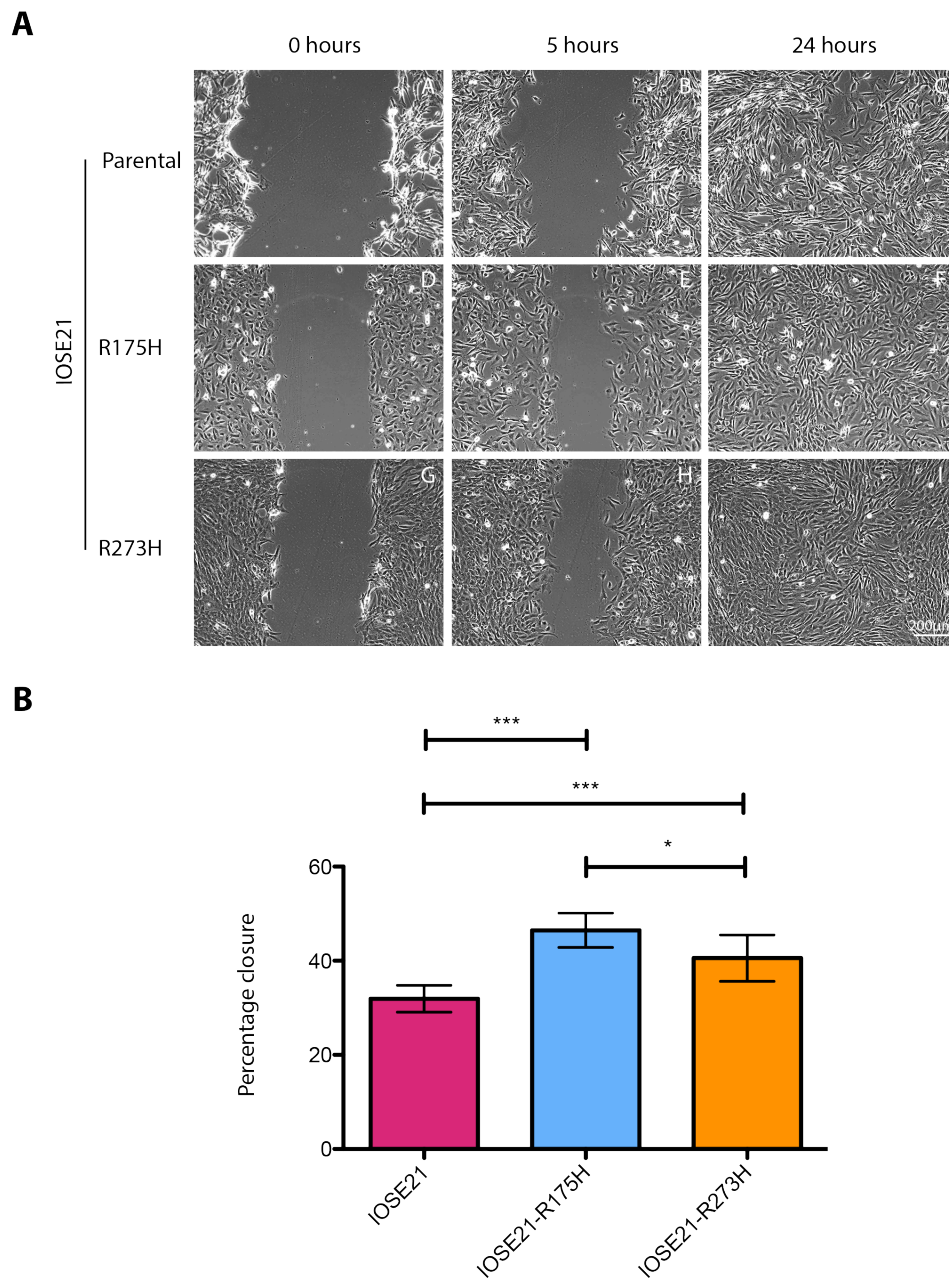 A
0 hours 5 hours 24 hours
A B C
Parental
D E F
IOSE21
R175H
G H I
R273H
200μm
B
***
***
*
60
40
20
0
Percentage closure
IOSE21
IOSE21-R175H
IOSE21-R273H